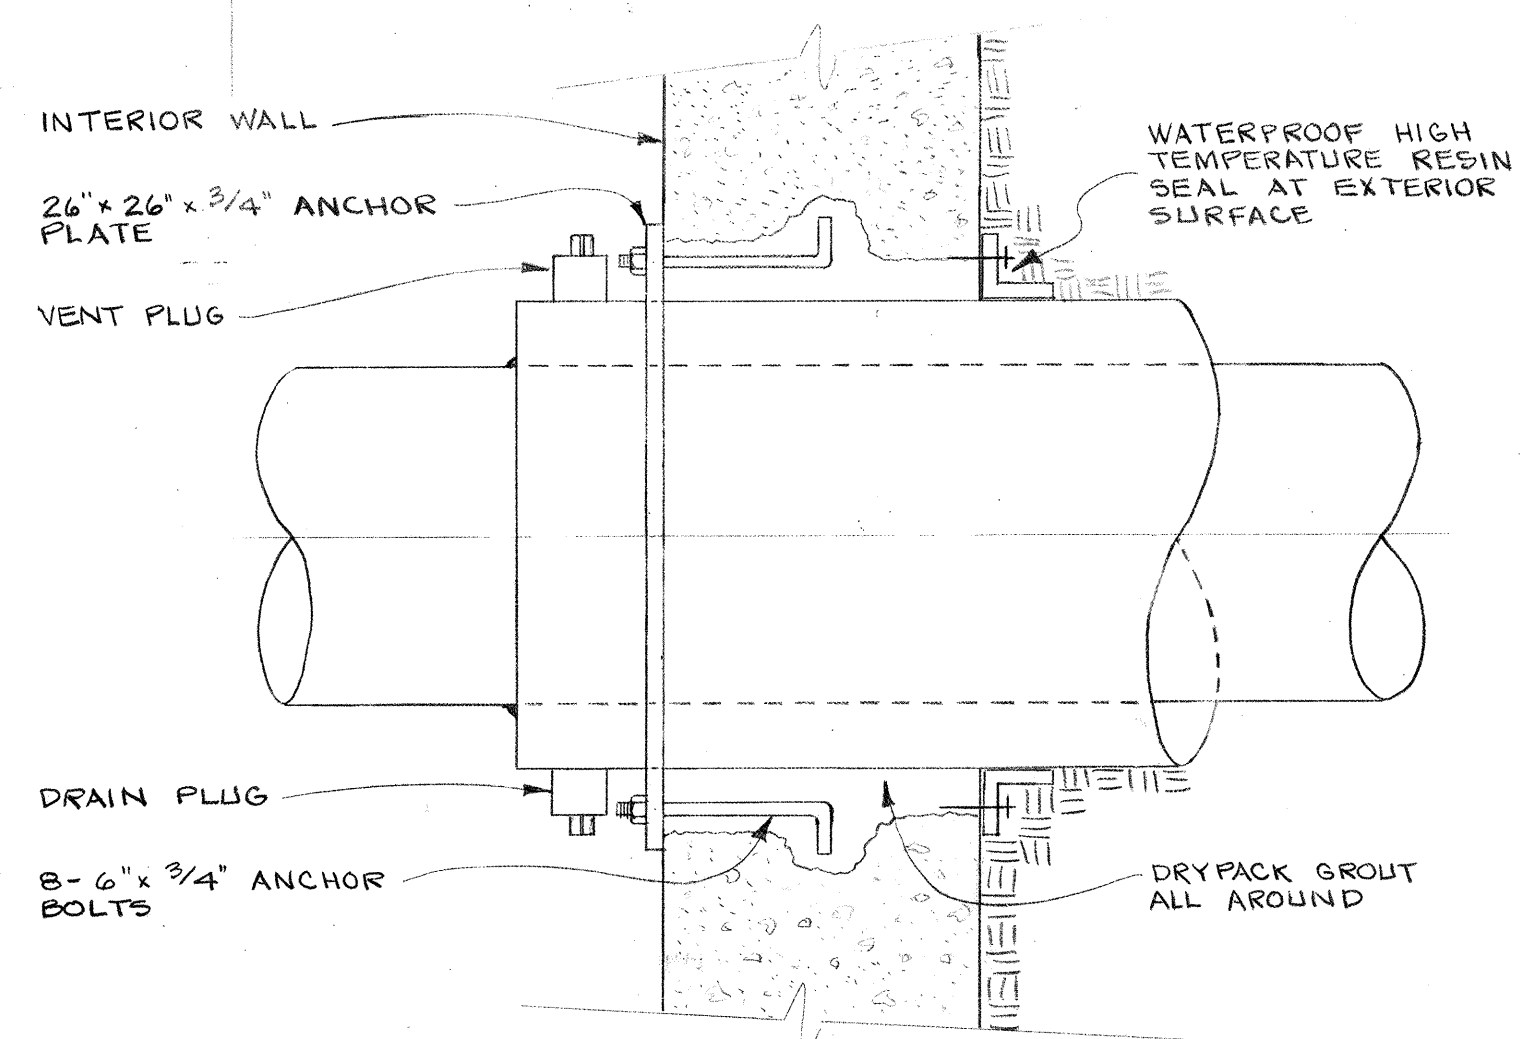 INTERIOR WALL
26" x 26" x 3/4" ANCHOR
PLATE
VENT PLUG
WATERPROOF HIGH
TEMPERATURE RESIN
SEAL AT EXTERIOR
SURFACE
DRAIN PLUG
8- 6" x 3/4" ANCHOR
BOLTS
DRYPACK GROUT
ALL AROUND